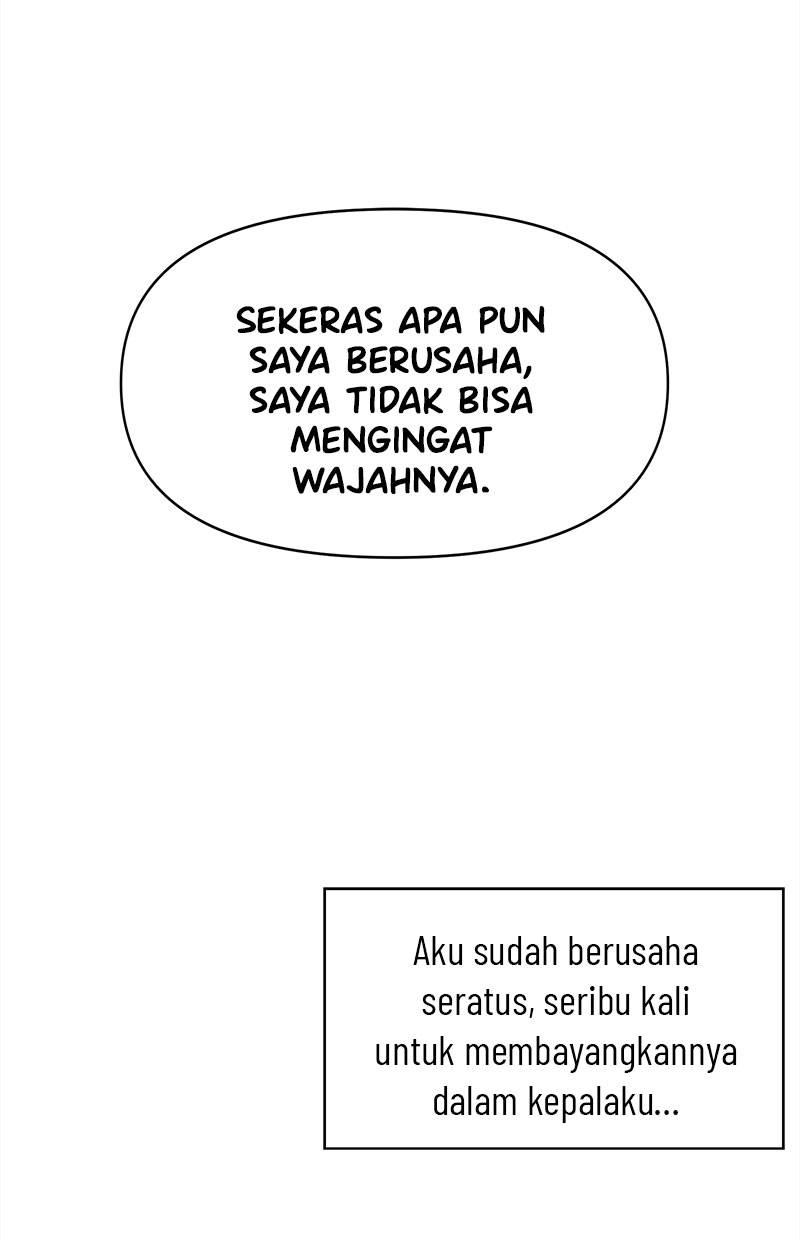 SEKERAS APA PUN
SAYA BERUSAHA,
SAYA TIDAK BISA
MENGINGAT
WAJAHNYA.
Aku sudah berusaha
seratus, seribu kali
untuk membayangkannya
dalam kepalaku...